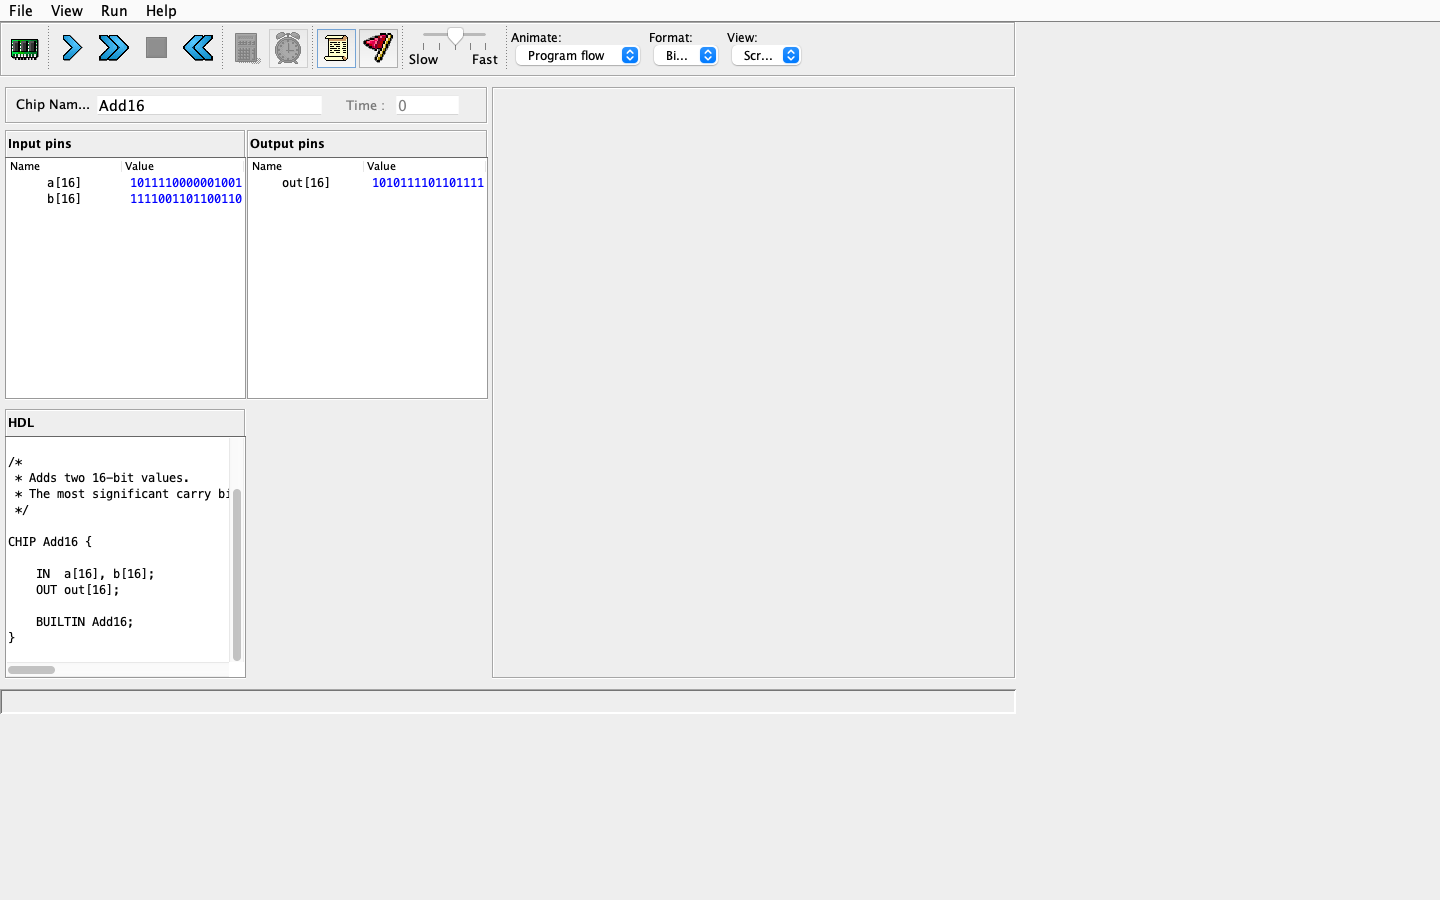 File View Run Help
Slow Fast
Animate: Format: View:
Program flow Bi... Scr...
Chip Nam... Add16 Time : 0
Input pins Output pins
Name Value Name Value
a[16] 1011110000001001 out[16] 1010111101101111
b[16] 1111001101100110
HDL
/*
* Adds two 16-bit values.
* The most significant carry bi
*/
CHIP Add16 {
IN a[16], b[16];
OUT out[16];
BUILTIN Add16;
}